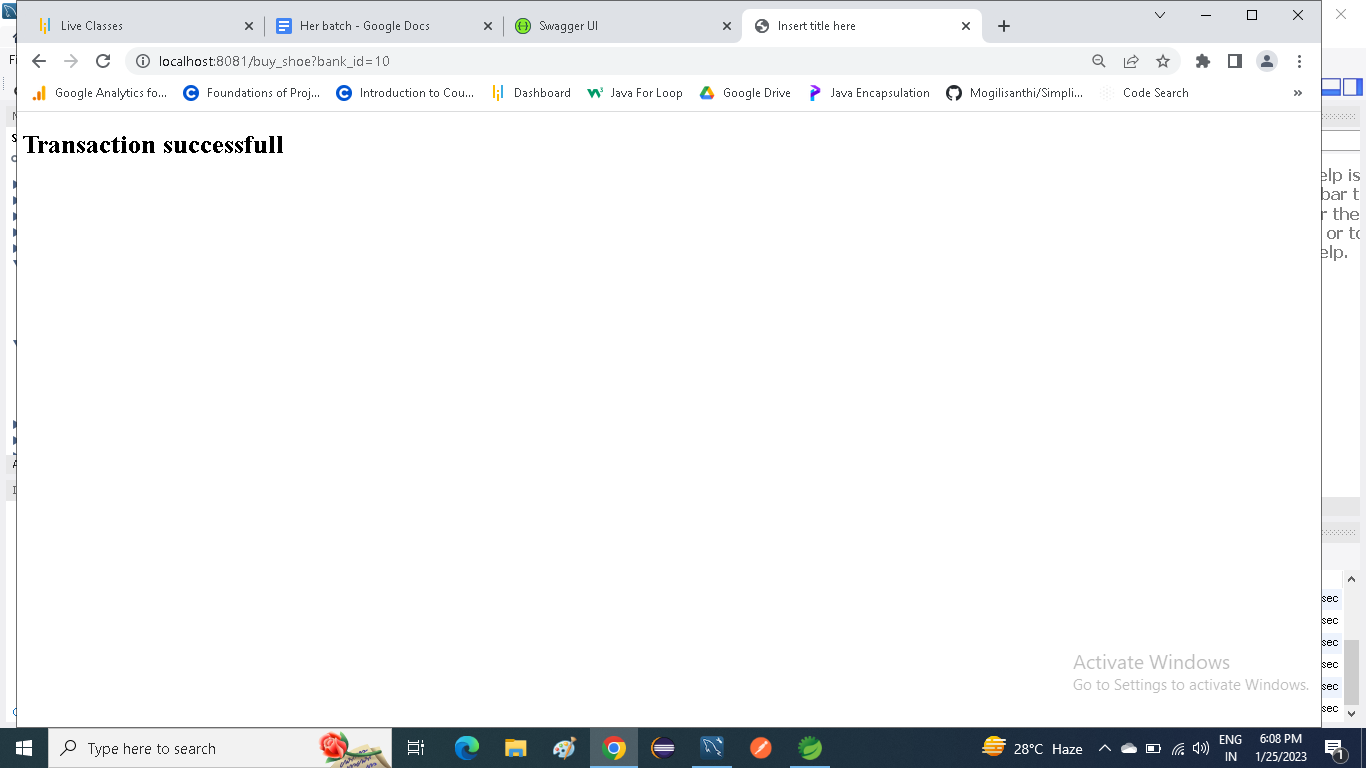 Live Classes
Her batch - Google Docs
Swagger UI
Insert title here
localhost:8081/buy_shoe?bank_id=10
Google Analytics fo...
Foundations of Proj...
Introduction to Cou...
Dashboard
Java For Loop
Google Drive
Java Encapsulation
Mogilisanthi/Simpli...
Code Search
»
Transaction successfull
elp is
bar t
r the
or to
elp.
sec
sec
sec
sec
sec
sec
Activate Windows
Go to Settings to activate Windows.
Type here to search
28°C Haze
ENG
IN
6:08 PM
1/25/2023
1